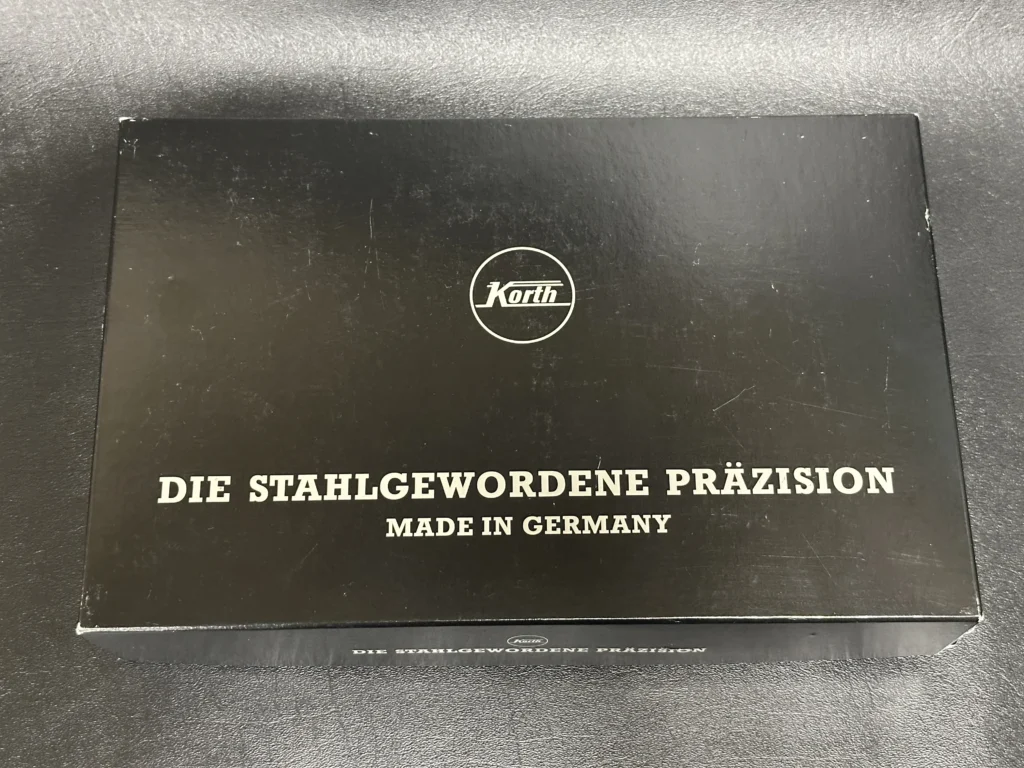 Korth
DIE STAHLGEWORDENE PRÄZISION
MADE IN GERMANY
Korth
DIE STAHLGEWORDENE PRÄZISION